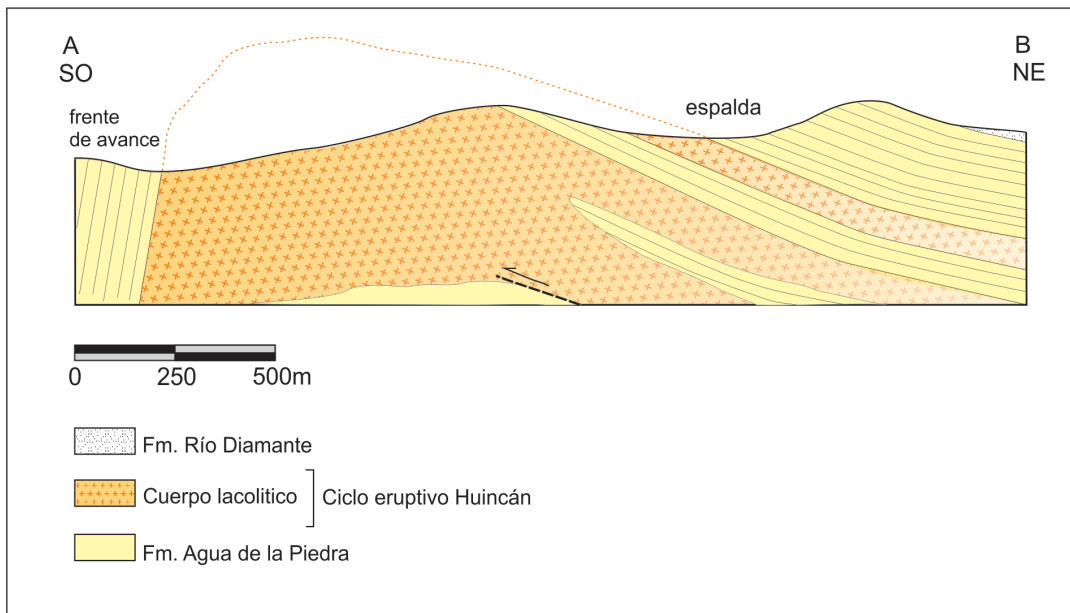 A
SO
B
NE
frente
de avance
espalda
0 250 500m
Fm. Río Diamante
Cuerpo lacolitico
Ciclo eruptivo Huincán
Fm. Agua de la Piedra